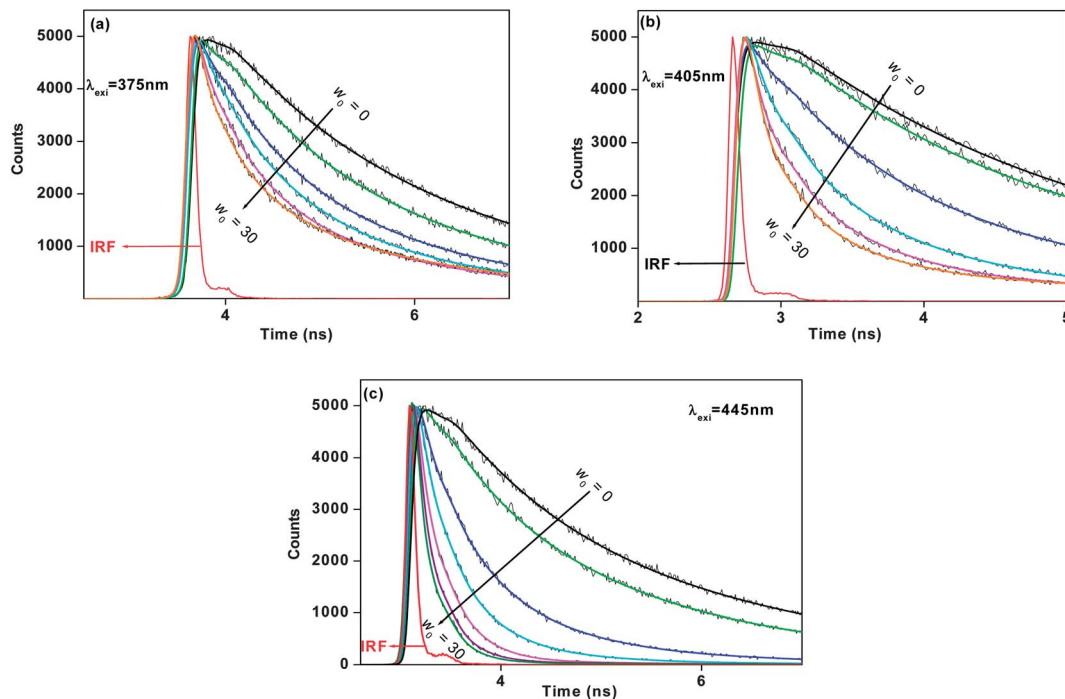 (a)
5000
4000
3000
2000
1000
Counts
λexi=375nm
w0 = 0
w0 = 30
IRF
4
6
Time (ns)
(b)
5000
4000
3000
2000
1000
Counts
λexi=405nm
w0 = 0
w0 = 30
IRF
2
3
4
5
Time (ns)
(c)
5000
4000
3000
2000
1000
0
Counts
λexi=445nm
w0 = 0
w0 = 30
IRF
4
6
Time (ns)